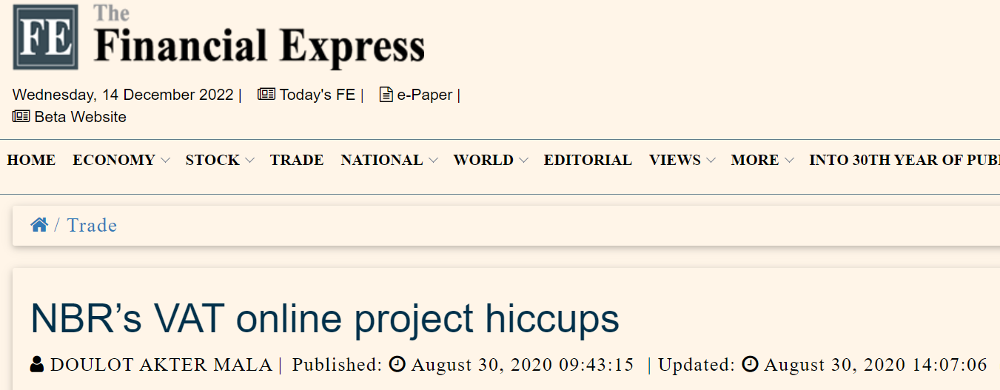 FE
The
Financial Express
Wednesday, 14 December 2022 | Today's FE | e-Paper |
Beta Website
HOME ECONOMY STOCK TRADE NATIONAL WORLD EDITORIAL VIEWS MORE INTO 30TH YEAR OF
/ Trade
NBR’s VAT online project hiccups
DOULOT AKTER MALA | Published: August 30, 2020 09:43:15 | Updated: August 30, 2020 14:07:06